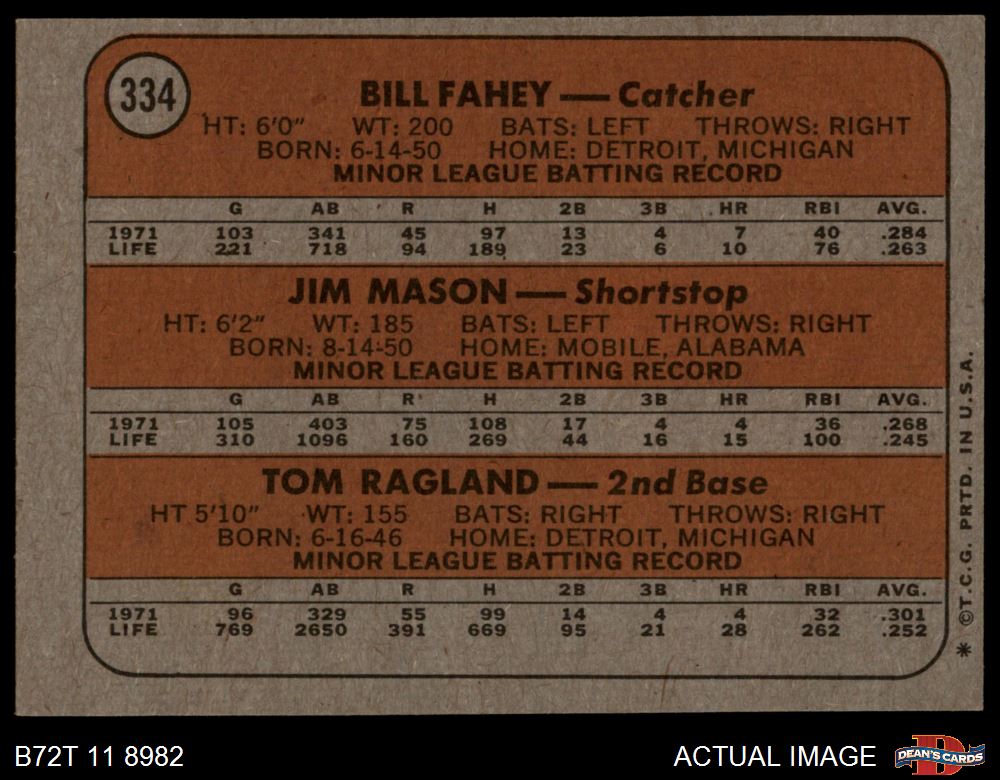 334
BILL FAHEY — Catcher
HT: 6'0" WT: 200 BATS: LEFT THROWS: RIGHT
BORN: 6-14-50 HOME: DETROIT, MICHIGAN
MINOR LEAGUE BATTING RECORD
G AB R H 2B 3B HR RBI AVG.
1971 103 341 45 97 13 4 7 40 .284
LIFE 221 718 94 189 23 6 10 76 .263
JIM MASON — Shortstop
HT: 6'2" WT: 185 BATS: LEFT THROWS: RIGHT
BORN: 8-14-50 HOME: MOBILE, ALABAMA
MINOR LEAGUE BATTING RECORD
G AB R H 2B 3B HR RBI AVG.
1971 105 403 75 108 17 4 4 36 .268
LIFE 310 1096 160 269 44 16 15 100 .245
TOM RAGLAND — 2nd Base
HT 5'10" WT: 155 BATS: RIGHT THROWS: RIGHT
BORN: 6-16-46 HOME: DETROIT, MICHIGAN
MINOR LEAGUE BATTING RECORD
G AB R H 2B 3B HR RBI AVG.
1971 96 329 55 99 14 4 4 32 .301
LIFE 769 2650 391 669 95 21 28 262 .252
* ©T.C.G. PRTD. IN U.S.A.
B72T 11 8982
ACTUAL IMAGE
D
DEAN'S CARDS